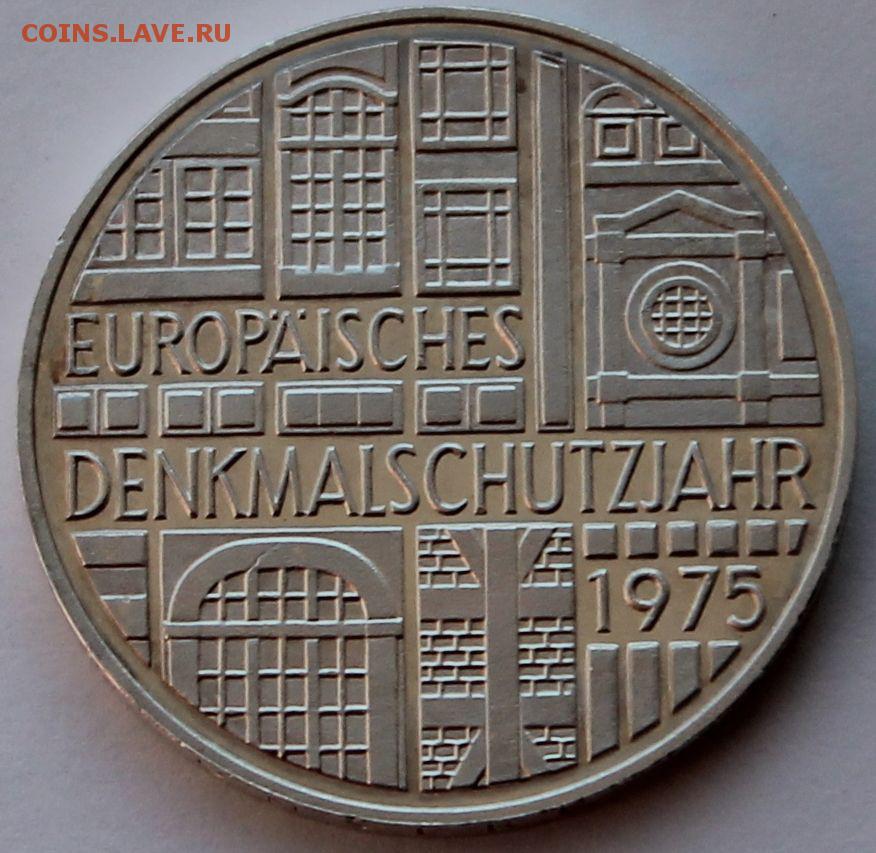 COINS.LAVE.RU
EUROPÄISCHES
DENKMALSCHUTZJAHR
1975